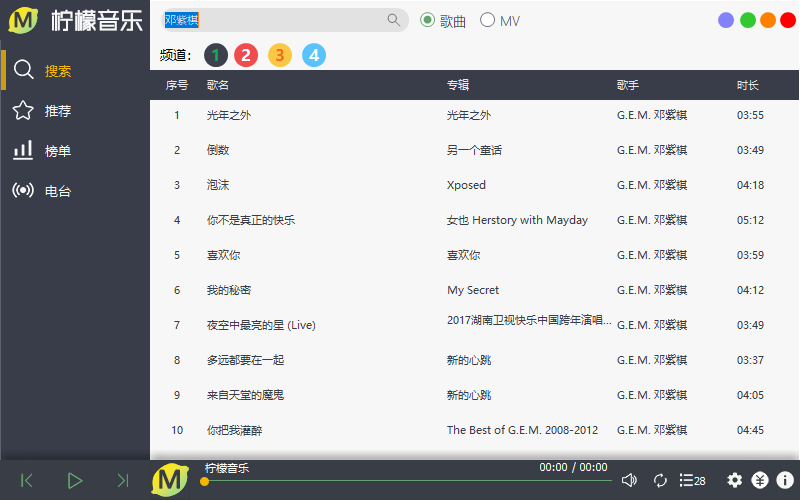 M 柠檬音乐
邓紫棋
歌曲 MV
频道： 1 2 3 4
搜索
推荐
榜单
电台
序号 歌名 专辑 歌手 时长
1 光年之外 光年之外 G.E.M. 邓紫棋 03:55
2 倒数 另一个童话 G.E.M. 邓紫棋 03:49
3 泡沫 Xposed G.E.M. 邓紫棋 04:18
4 你不是真正的快乐 女也 Herstory with Mayday G.E.M. 邓紫棋 05:12
5 喜欢你 喜欢你 G.E.M. 邓紫棋 03:59
6 我的秘密 My Secret G.E.M. 邓紫棋 04:12
7 夜空中最亮的星 (Live) 2017湖南卫视快乐中国跨年演唱... G.E.M. 邓紫棋 03:49
8 多远都要在一起 新的心跳 G.E.M. 邓紫棋 03:37
9 来自天堂的魔鬼 新的心跳 G.E.M. 邓紫棋 04:05
10 你把我灌醉 The Best of G.E.M. 2008-2012 G.E.M. 邓紫棋 04:45
M 柠檬音乐 00:00 / 00:00
28